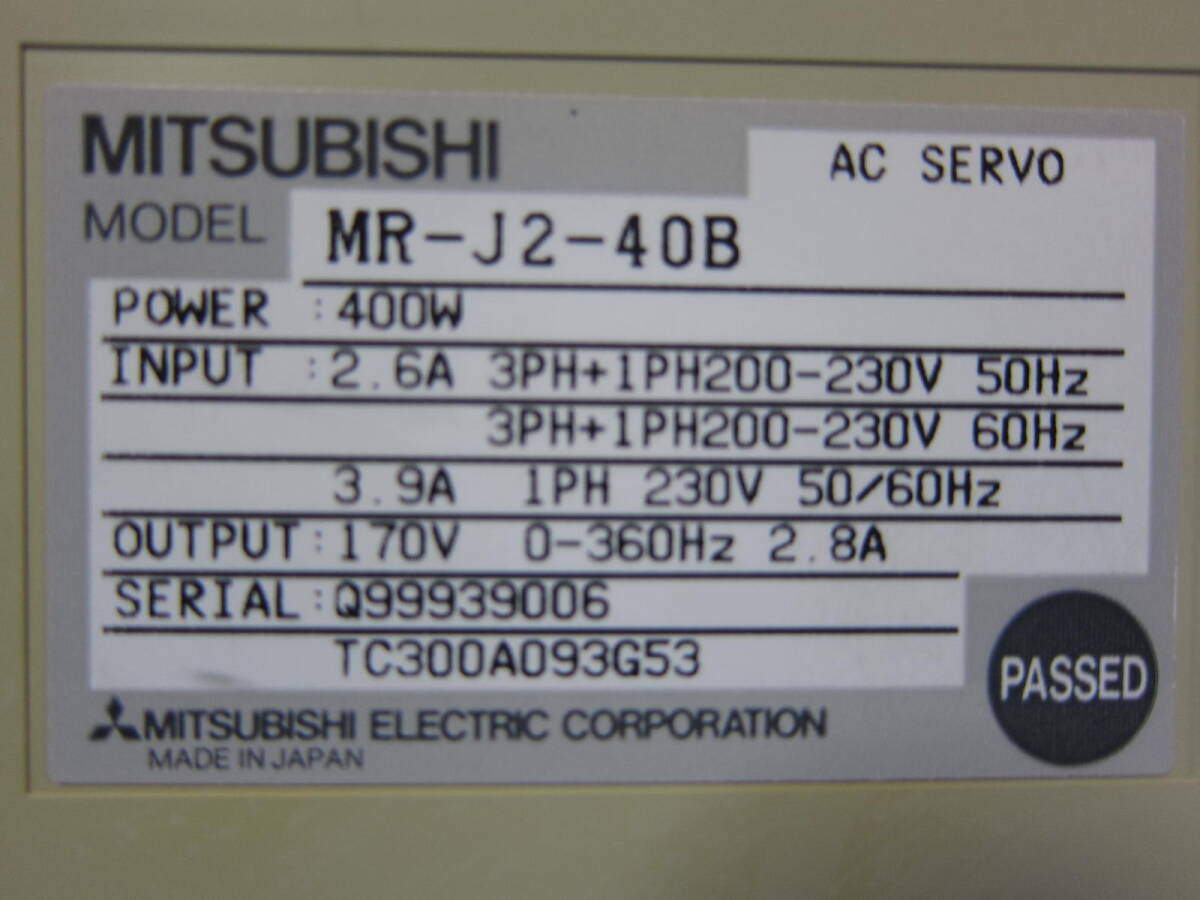 MITSUBISHI
AC SERVO
MODEL MR-J2-40B
POWER : 400W
INPUT : 2.6A 3PH+1PH200-230V 50Hz
3PH+1PH200-230V 60Hz
3.9A 1PH 230V 50/60Hz
OUTPUT : 170V 0-360Hz 2.8A
SERIAL : Q99939006
TC300A093G53
PASSED
MITSUBISHI ELECTRIC CORPORATION
MADE IN JAPAN